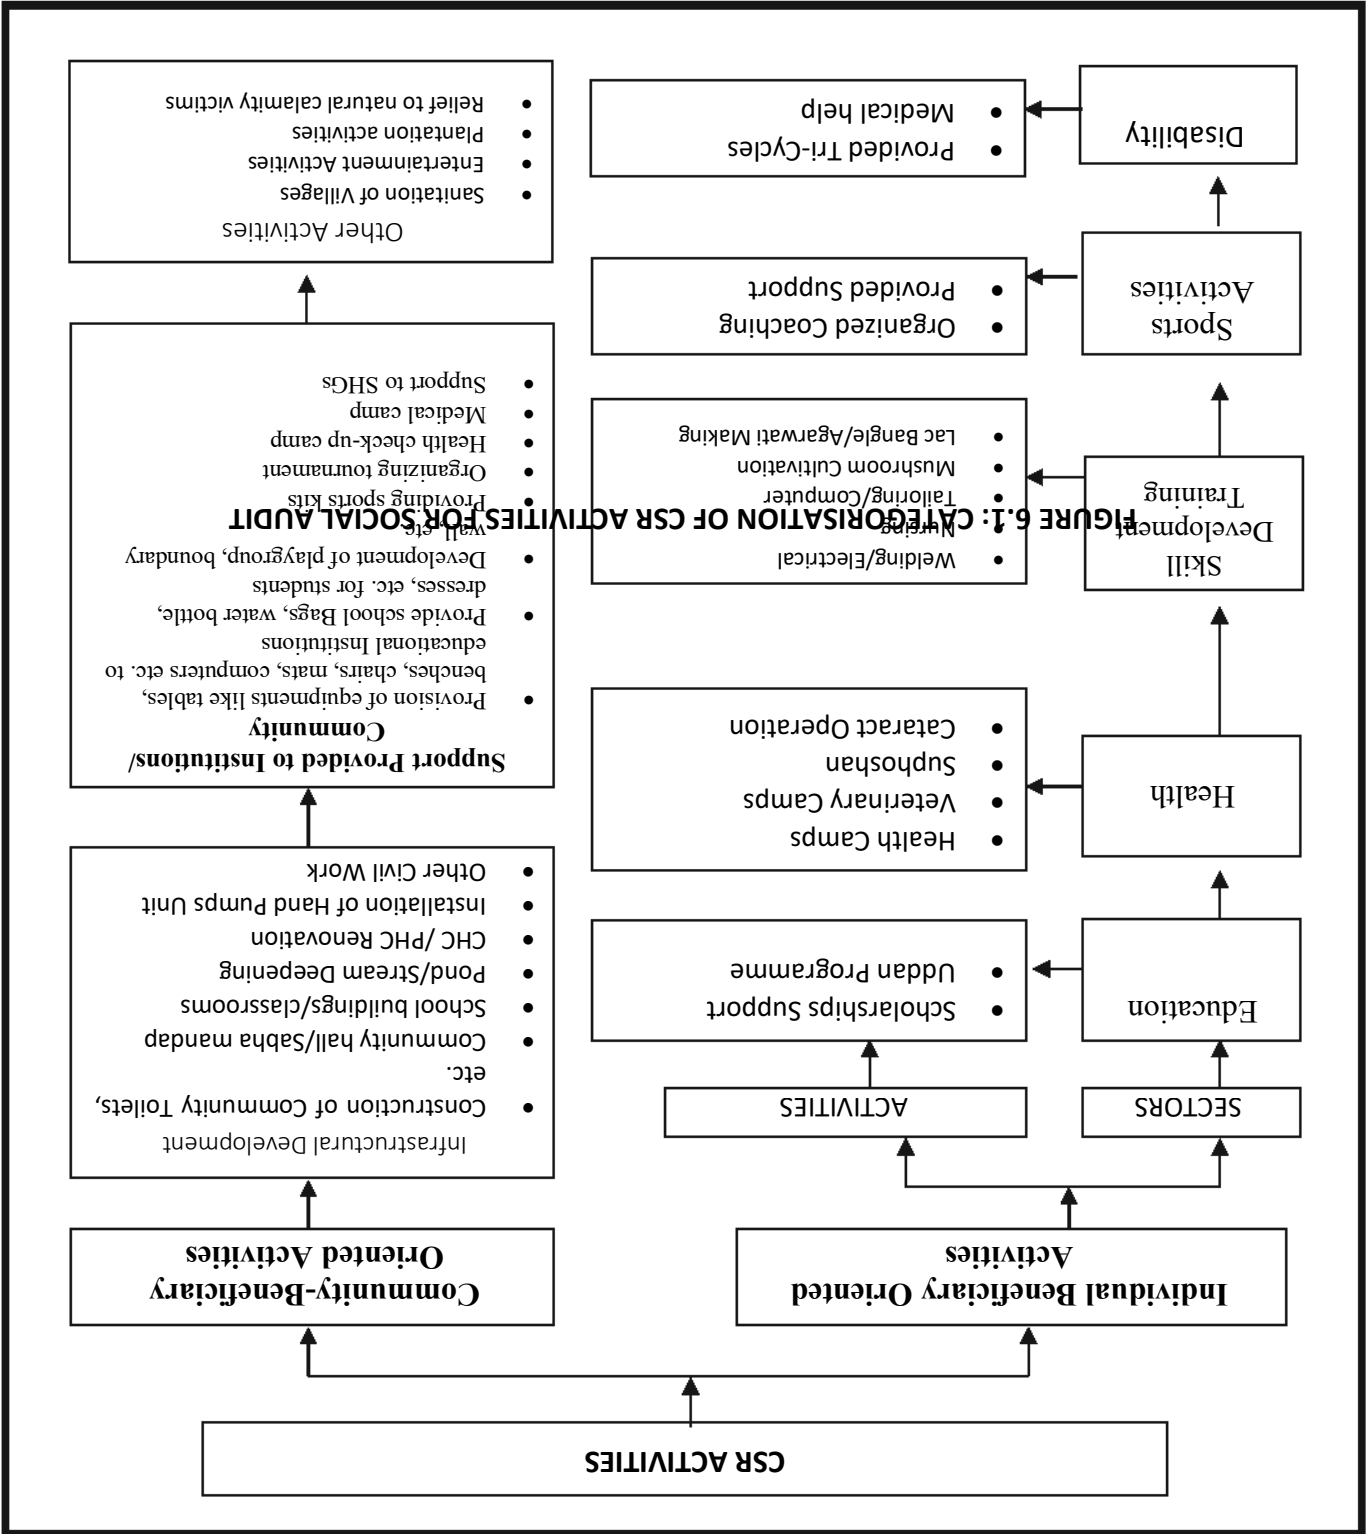 CSR ACTIVITIES
Individual Beneficiary Oriented
Activities
SECTORS
ACTIVITIES
Education
• Scholarships Support
• Uddan Programme
Health
• Health Camps
• Veterinary Camps
• Suphoshan
• Cataract Operation
Skill
Development
Training
• Welding/Electrical
• Nursing
• Tailoring/Computer
• Mushroom Cultivation
• Lac Bangle/Agarwati Making
Sports
Activities
• Organized Coaching
• Provided Support
Disability
• Provided Tri-Cycles
• Medical help
Community-Beneficiary
Oriented Activities
Infrastructural Development
• Construction of Community Toilets,
etc.
• Community hall/Sabha mandap
• School buildings/classrooms
• Pond/Stream Deepening
• CHC /PHC Renovation
• Installation of Hand Pumps Unit
• Other Civil Work
Support Provided to Institutions/
Community
• Provision of equipments like tables,
benches, chairs, mats, computers etc. to
educational Institutions
• Provide school Bags, water bottle,
dresses, etc. for students
• Development of playgroup, boundary
wall, etc.
• Providing sports kits
• Organizing tournament
• Health check-up camp
• Medical camp
• Support to SHGs
Other Activities
• Sanitation of Villages
• Entertainment Activities
• Plantation activities
• Relief to natural calamity victims
FIGURE 6.1: CATEGORISATION OF CSR ACTIVITIES FOR SOCIAL AUDIT